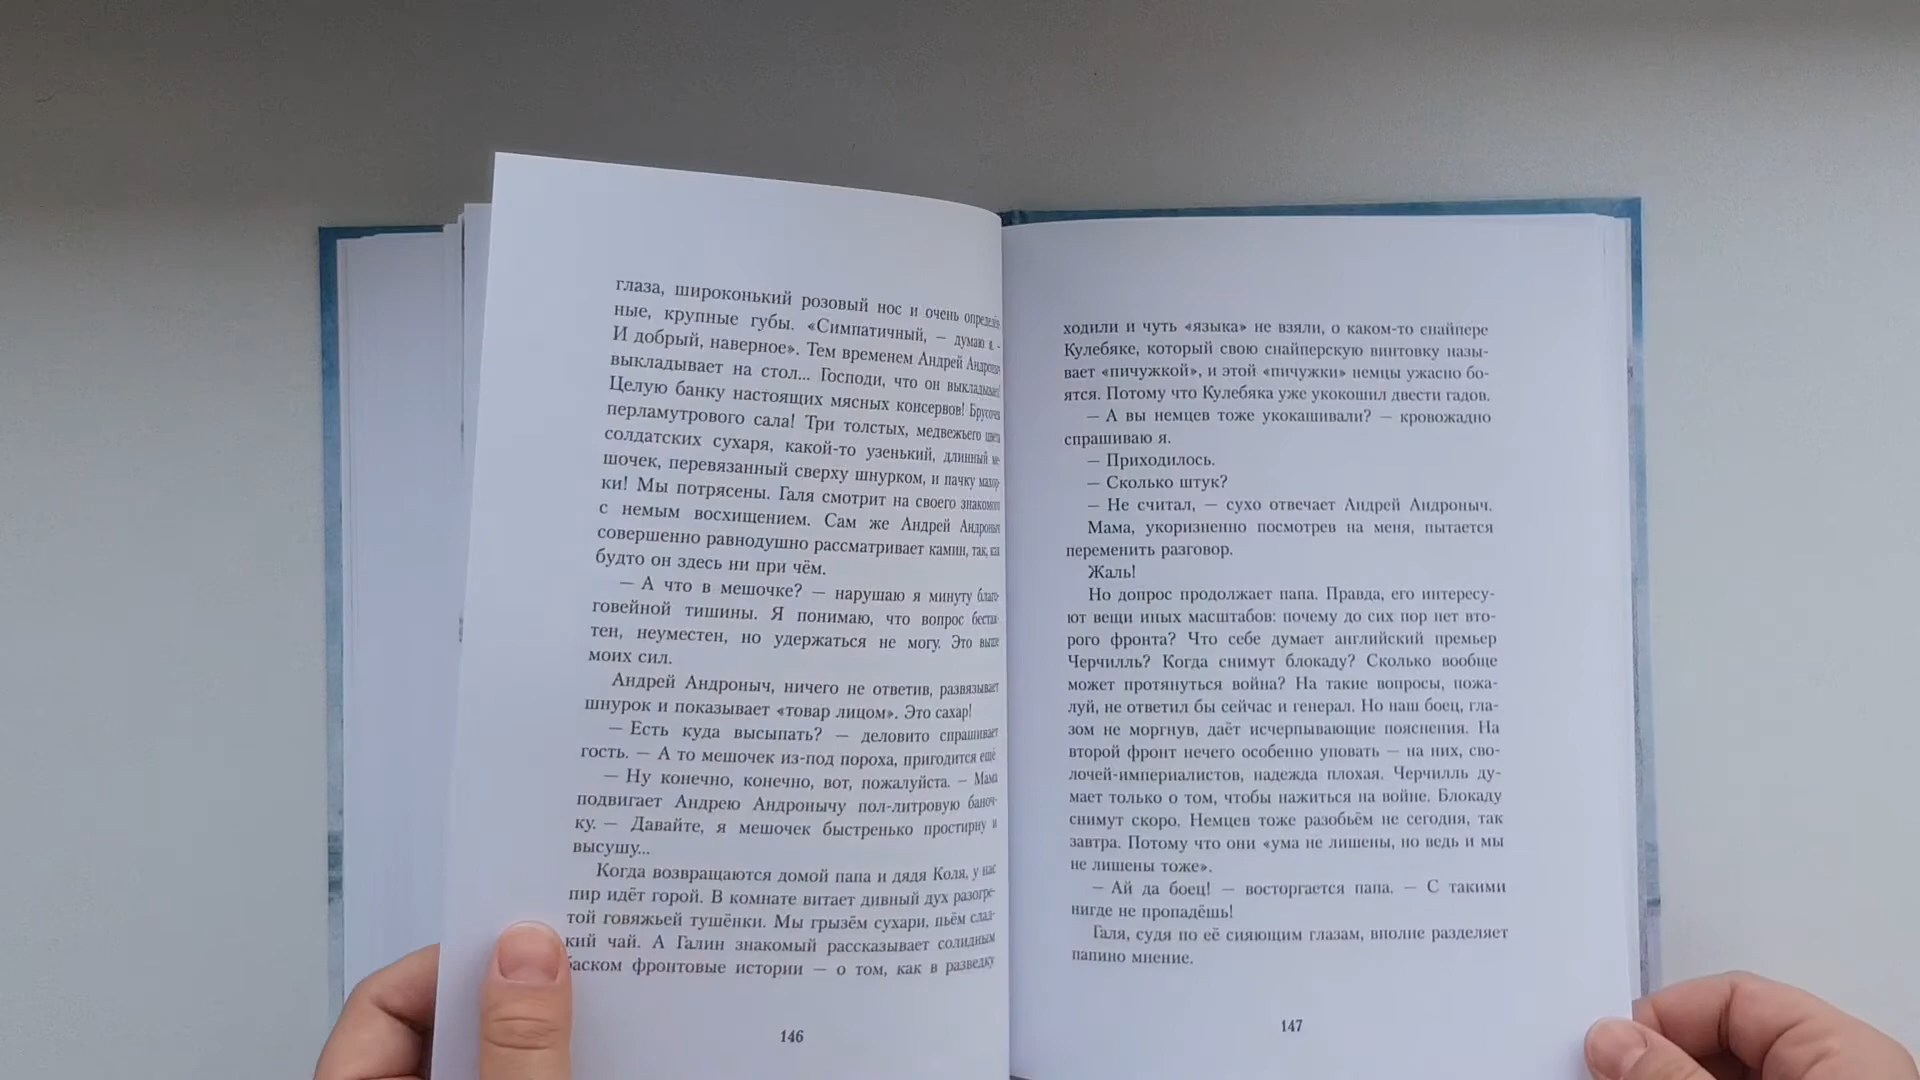 глаза, широконький розовый нос и очень определён-
ные, крупные губы. «Симпатичный, — думаю я. -
И добрый, наверное». Тем временем Андрей Андроныч
выкладывает на стол... Господи, что он выкладывает!
Целую банку настоящих мясных консервов! Брусочек
перламутрового сала! Три толстых, медвежьего цвета
солдатских сухаря, какой-то узенький, длинный ме-
шочек, перевязанный сверху шнурком, и пачку махор-
ки! Мы потрясены. Галя смотрит на своего знакомого
с немым восхищением. Сам же Андрей Андроныч
совершенно равнодушно рассматривает камин, так, как
будто он здесь ни при чём.
— А что в мешочке? — нарушаю я минуту благо-
говейной тишины. Я понимаю, что вопрос бестак-
тен, неуместен, но удержаться не могу. Это выше
моих сил.
Андрей Андроныч, ничего не ответив, развязывает
шнурок и показывает «товар лицом». Это сахар!
— Есть куда высыпать? — деловито спрашивает
гость. — А то мешочек из-под пороха, пригодится ещё.
— Ну конечно, конечно, вот, пожалуйста. — Мама
подвигает Андрею Андронычу пол-литровую баноч-
ку. — Давайте, я мешочек быстренько простирну и
высушу...
Когда возвращаются домой папа и дядя Коля, у нас
пир идёт горой. В комнате витает дивный дух разогре-
той говяжьей тушёнки. Мы грызём сухари, пьём слад-
кий чай. А Галин знакомый рассказывает солидным
баском фронтовые истории — о том, как в разведку
146
ходили и чуть «языка» не взяли, о каком-то снайпере
Кулебяке, который свою снайперскую винтовку назы-
вает «пичужкой», и этой «пичужки» немцы ужасно бо-
ятся. Потому что Кулебяка уже укокошил двести гадов.
— А вы немцев тоже укокашивали? — кровожадно
спрашиваю я.
— Приходилось.
— Сколько штук?
— Не считал, — сухо отвечает Андрей Андроныч.
Мама, укоризненно посмотрев на меня, пытается
переменить разговор.
Жаль!
Но допрос продолжает папа. Правда, его интересу-
ют вещи иных масштабов: почему до сих пор нет вто-
рого фронта? Что себе думает английский премьер
Черчилль? Когда снимут блокаду? Сколько вообще
может протянуться война? На такие вопросы, пожа-
луй, не ответил бы сейчас и генерал. Но наш боец, гла-
зом не моргнув, даёт исчерпывающие пояснения. На
второй фронт нечего особенно уповать — на них, сво-
лочей-империалистов, надежда плохая. Черчилль ду-
мает только о том, чтобы нажиться на войне. Блокаду
снимут скоро. Немцев тоже разобьём не сегодня, так
завтра. Потому что они «ума не лишены, но ведь и мы
не лишены тоже».
— Ай да боец! — восторгается папа. — С такими
нигде не пропадёшь!
Галя, судя по её сияющим глазам, вполне разделяет
папино мнение.
147